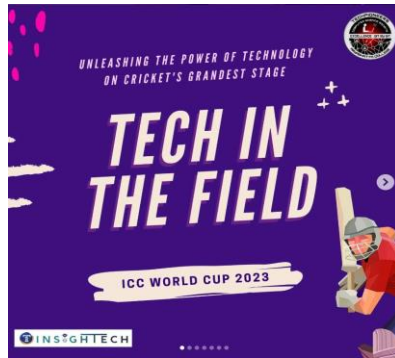 UNLEASHING THE POWER OF TECHNOLOGY
ON CRICKET'S GRANDEST STAGE
TECH IN
THE FIELD
ICC WORLD CUP 2023
INSIGHTECH